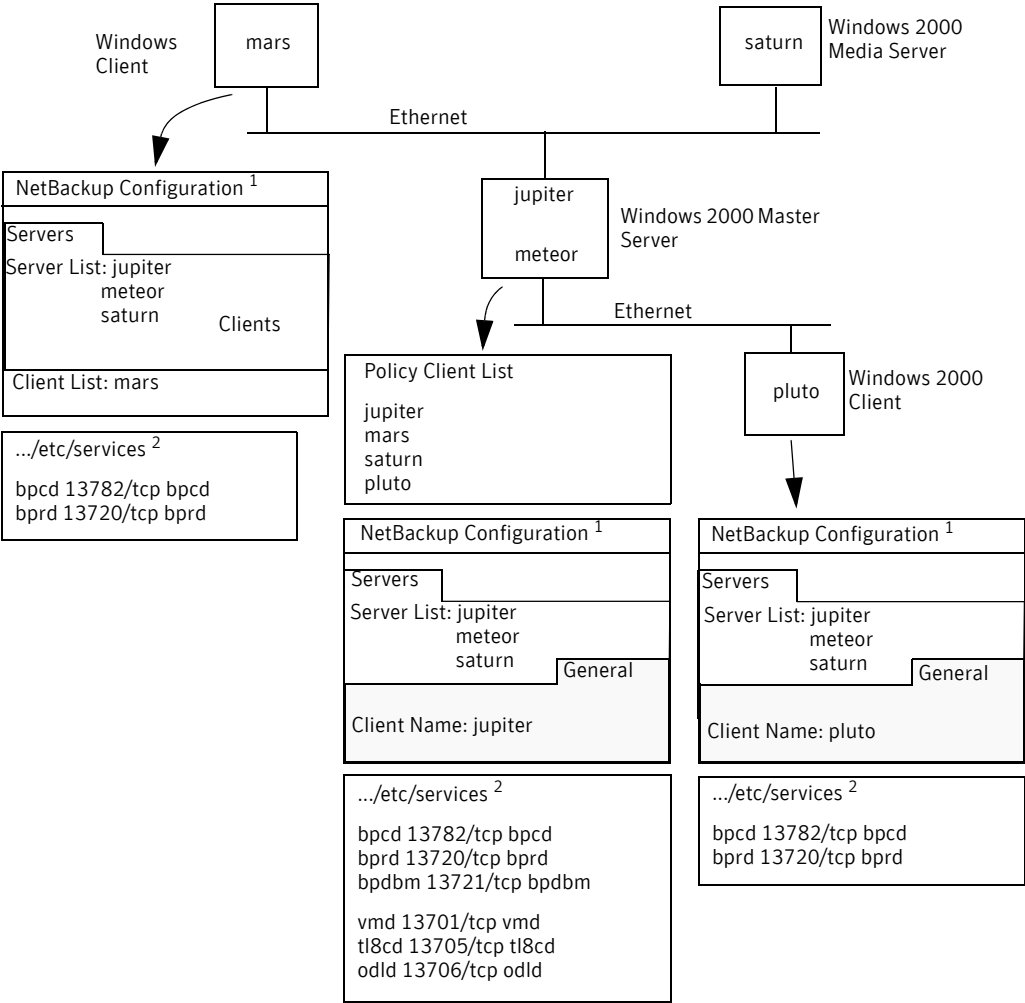 Windows
Client
mars
saturn
Windows 2000
Media Server
Ethernet
NetBackup Configuration 1
Servers
Server List: jupiter
meteor
saturn
Clients
Client List: mars
.../etc/services 2
bpcd 13782/tcp bpcd
bprd 13720/tcp bprd
jupiter
meteor
Windows 2000 Master
Server
Ethernet
Policy Client List
jupiter
mars
saturn
pluto
pluto
Windows 2000
Client
NetBackup Configuration 1
Servers
Server List: jupiter
meteor
saturn
General
Client Name: jupiter
.../etc/services 2
bpcd 13782/tcp bpcd
bprd 13720/tcp bprd
bpdbm 13721/tcp bpdbm
vmd 13701/tcp vmd
tl8cd 13705/tcp tl8cd
odld 13706/tcp odld
NetBackup Configuration 1
Servers
Server List: jupiter
meteor
saturn
General
Client Name: pluto
.../etc/services 2
bpcd 13782/tcp bpcd
bprd 13720/tcp bprd